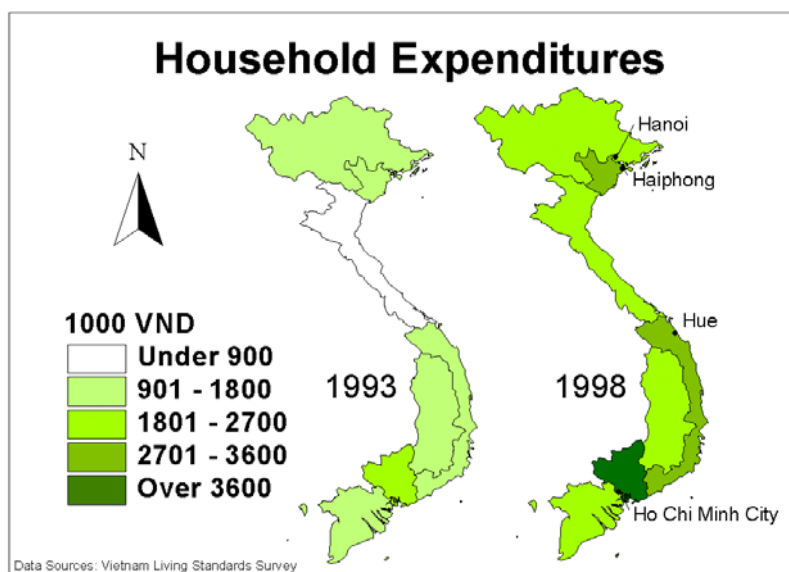 Household Expenditures
Hanoi
N
Haiphong
1000 VND
Hue
Under 900
901 - 1800
1993
1998
1801 - 2700
2701 - 3600
Over 3600
Ho Chi Minh City
Data Sources: Vietnam Living Standards Survey